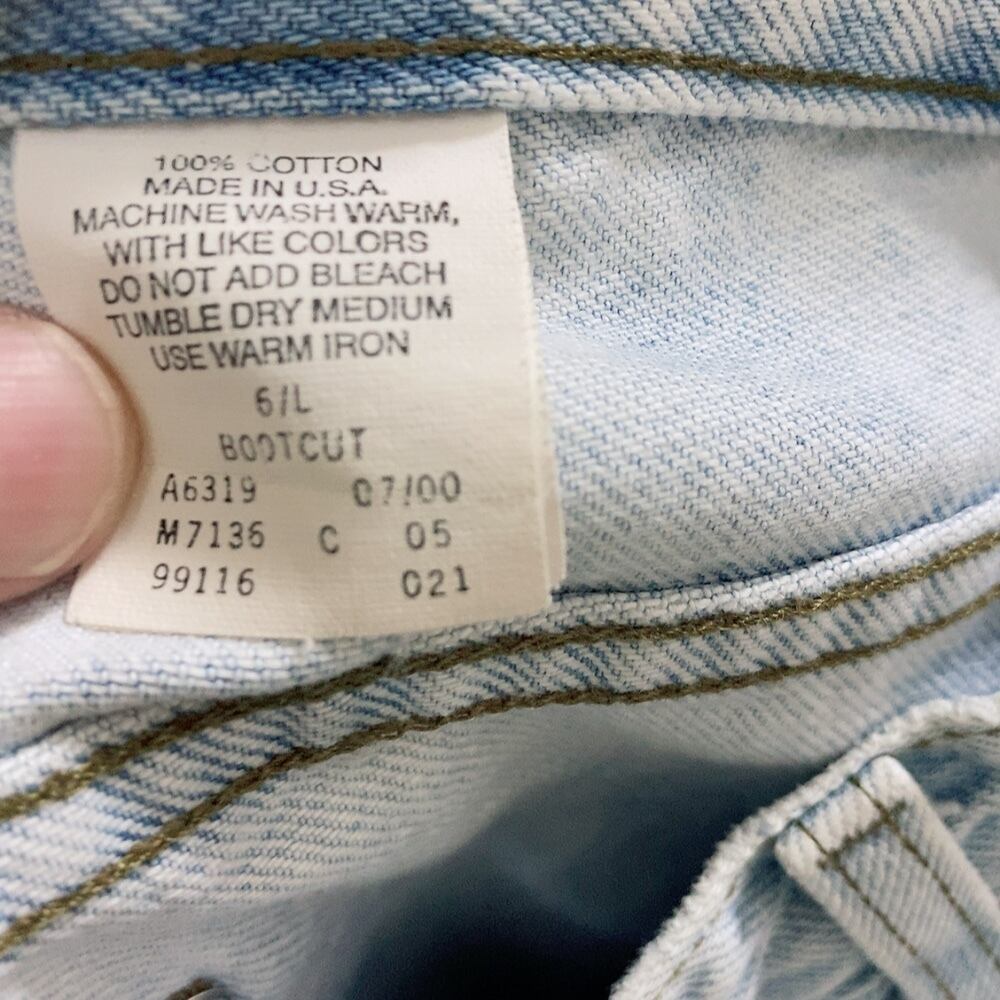 100% COTTON
MADE IN U.S.A.
MACHINE WASH WARM,
WITH LIKE COLORS
DO NOT ADD BLEACH
TUMBLE DRY MEDIUM
USE WARM IRON
6/L
BOOTCUT
A6319 07/00
M7136 C 05
99116 021